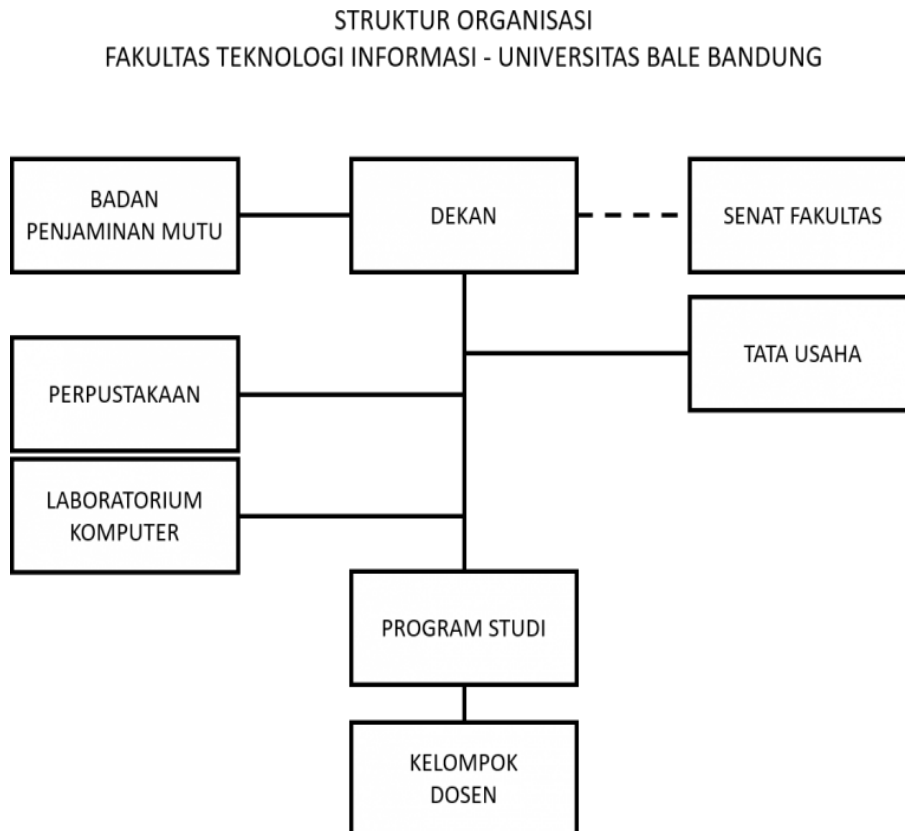 STRUKTUR ORGANISASI
FAKULTAS TEKNOLOGI INFORMASI - UNIVERSITAS BALE BANDUNG
BADAN
PENJAMINAN MUTU
DEKAN
SENAT FAKULTAS
TATA USAHA
PERPUSTAKAAN
LABORATORIUM
KOMPUTER
PROGRAM STUDI
KELOMPOK
DOSEN